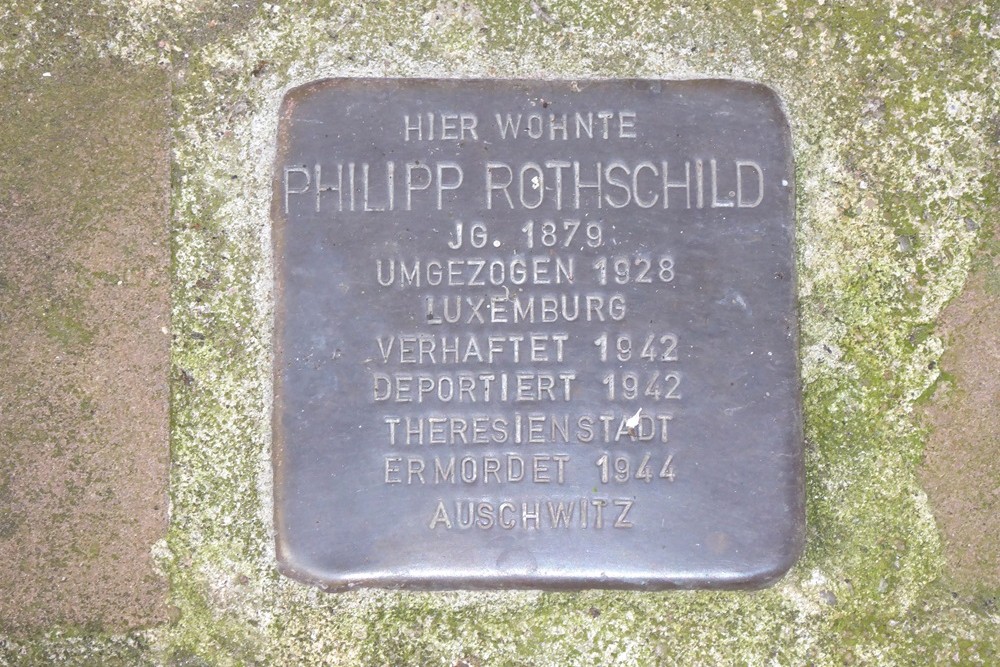 HIER WOHNTE
PHILIPP ROTHSCHILD
JG. 1879
UMGEZOGEN 1928
LUXEMBURG
VERHAFTET 1942
DEPORTIERT 1942
THERESIENSTADT
ERMORDET 1944
AUSCHWITZ